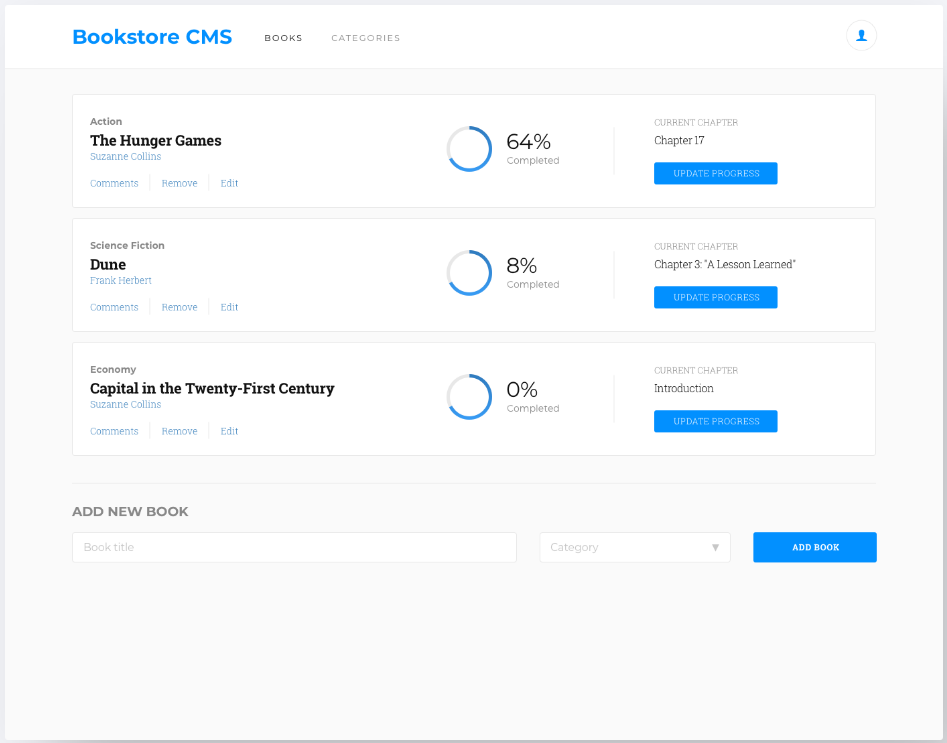 Bookstore CMS BOOKS CATEGORIES
Action
The Hunger Games
Suzanne Collins
Comments Remove Edit
64%
Completed
CURRENT CHAPTER
Chapter 17
UPDATE PROGRESS
Science Fiction
Dune
Frank Herbert
Comments Remove Edit
8%
Completed
CURRENT CHAPTER
Chapter 3: "A Lesson Learned"
UPDATE PROGRESS
Economy
Capital in the Twenty-First Century
Suzanne Collins
Comments Remove Edit
0%
Completed
CURRENT CHAPTER
Introduction
UPDATE PROGRESS
ADD NEW BOOK
Book title Category ADD BOOK